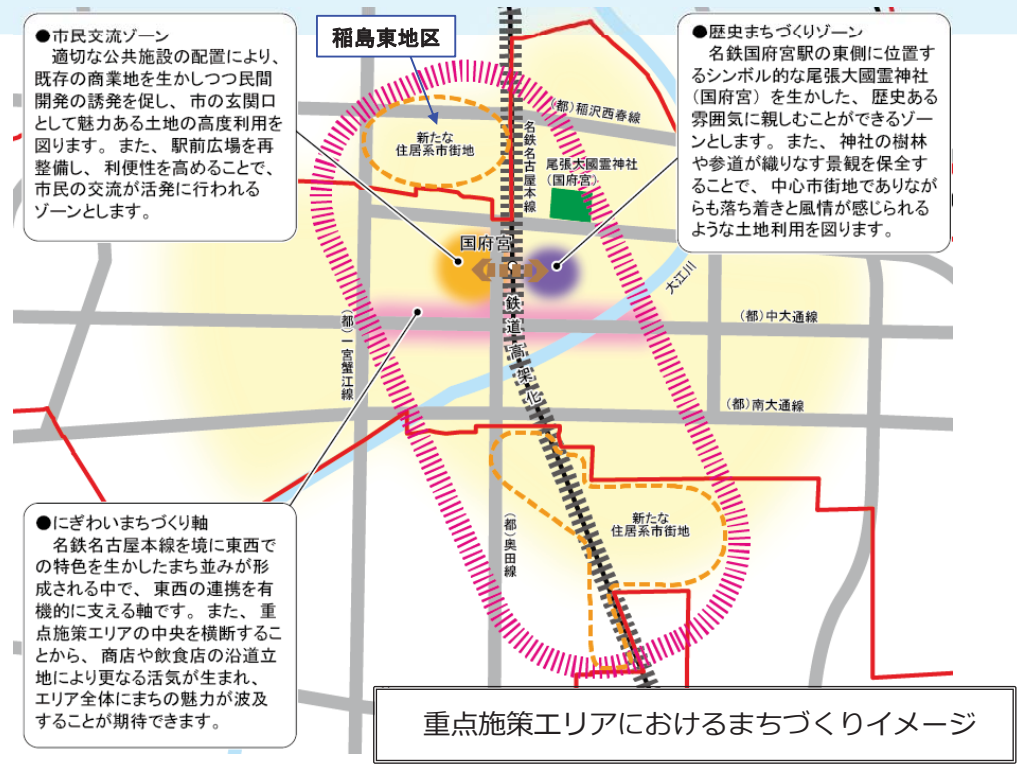 ●市民交流ゾーン
適切な公共施設の配置により、
既存の商業地を生かしつつ民間
開発の誘発を促し、市の玄関口
として魅力ある土地の高度利用を
図ります。また、駅前広場を再
整備し、利便性を高めることで、
市民の交流が活発に行われる
ゾーンとします。
稲島東地区
●歴史まちづくりゾーン
名鉄国府宮駅の東側に位置す
るシンボル的な尾張大國霊神社
（国府宮）を生かした、歴史ある
雰囲気に親しむことができるゾー
ンとします。また、神社の樹林
や参道が織りなす景観を保全す
ることで、中心市街地でありなが
らも落ち着きと風情が感じられる
ような土地利用を図ります。
（都）稲沢西春線
新たな
住居系市街地
名鉄名古屋本線
尾張大國霊神社
（国府宮）
国府宮
大江川
鉄道高架化
（都）中大通線
（都）一宮蟹江線
（都）南大通線
●にぎわいまちづくり軸
名鉄名古屋本線を境に東西で
の特色を生かしたまち並みが形
成される中で、東西の連携を有
機的に支える軸です。また、重
点施策エリアの中央を横断するこ
とから、商店や飲食店の沿道立
地により更なる活気が生まれ、
エリア全体にまちの魅力が波及
することが期待できます。
（都）奥田線
新たな
住居系市街地
重点施策エリアにおけるまちづくりイメージ